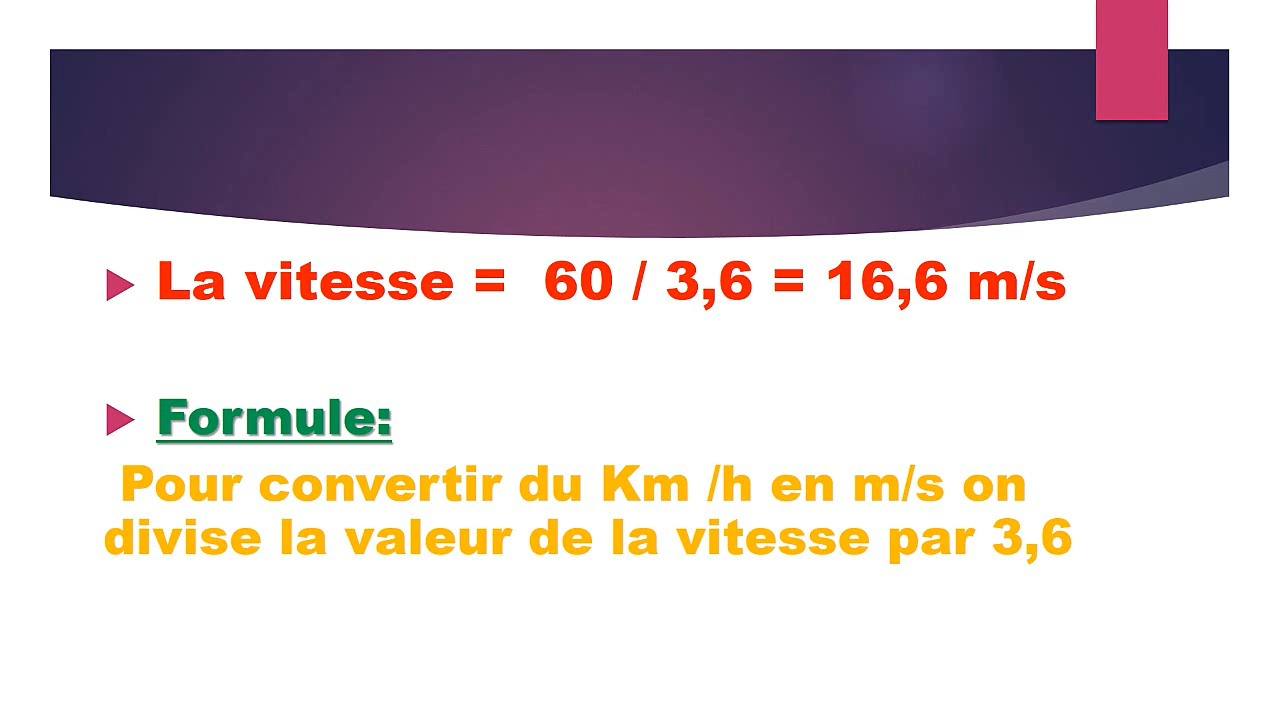 La vitesse = 60 / 3,6 = 16,6 m/s
Formule:
Pour convertir du Km /h en m/s on
divise la valeur de la vitesse par 3,6